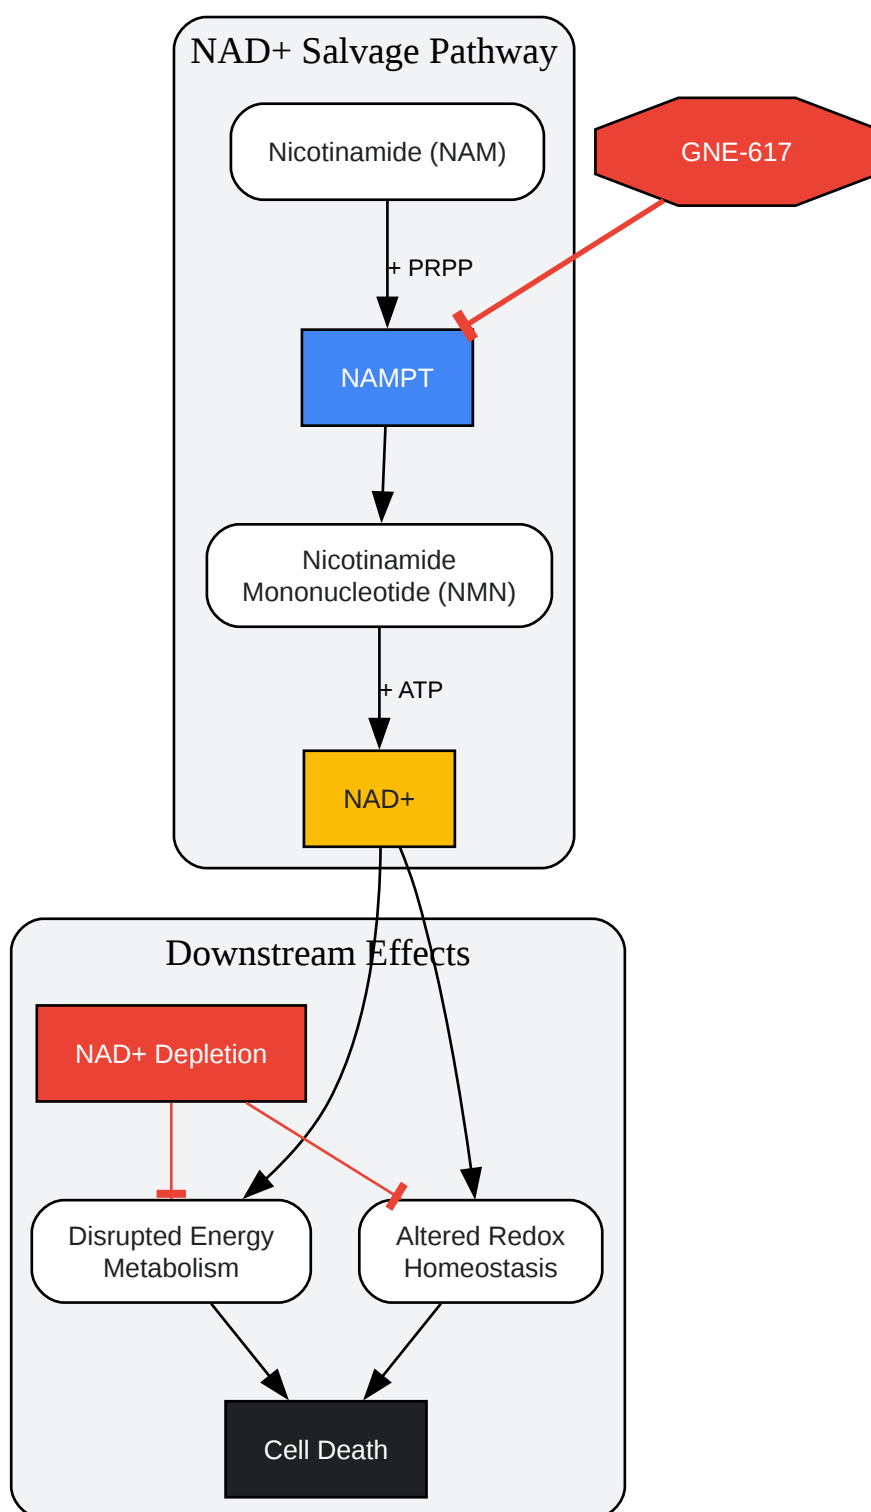 NAD+ Salvage Pathway
Nicotinamide (NAM)
GNE-617
+ PRPP
NAMPT
Nicotinamide
Mononucleotide (NMN)
+ ATP
NAD+
Downstream Effects
NAD+ Depletion
Disrupted Energy
Metabolism
Altered Redox
Homeostasis
Cell Death